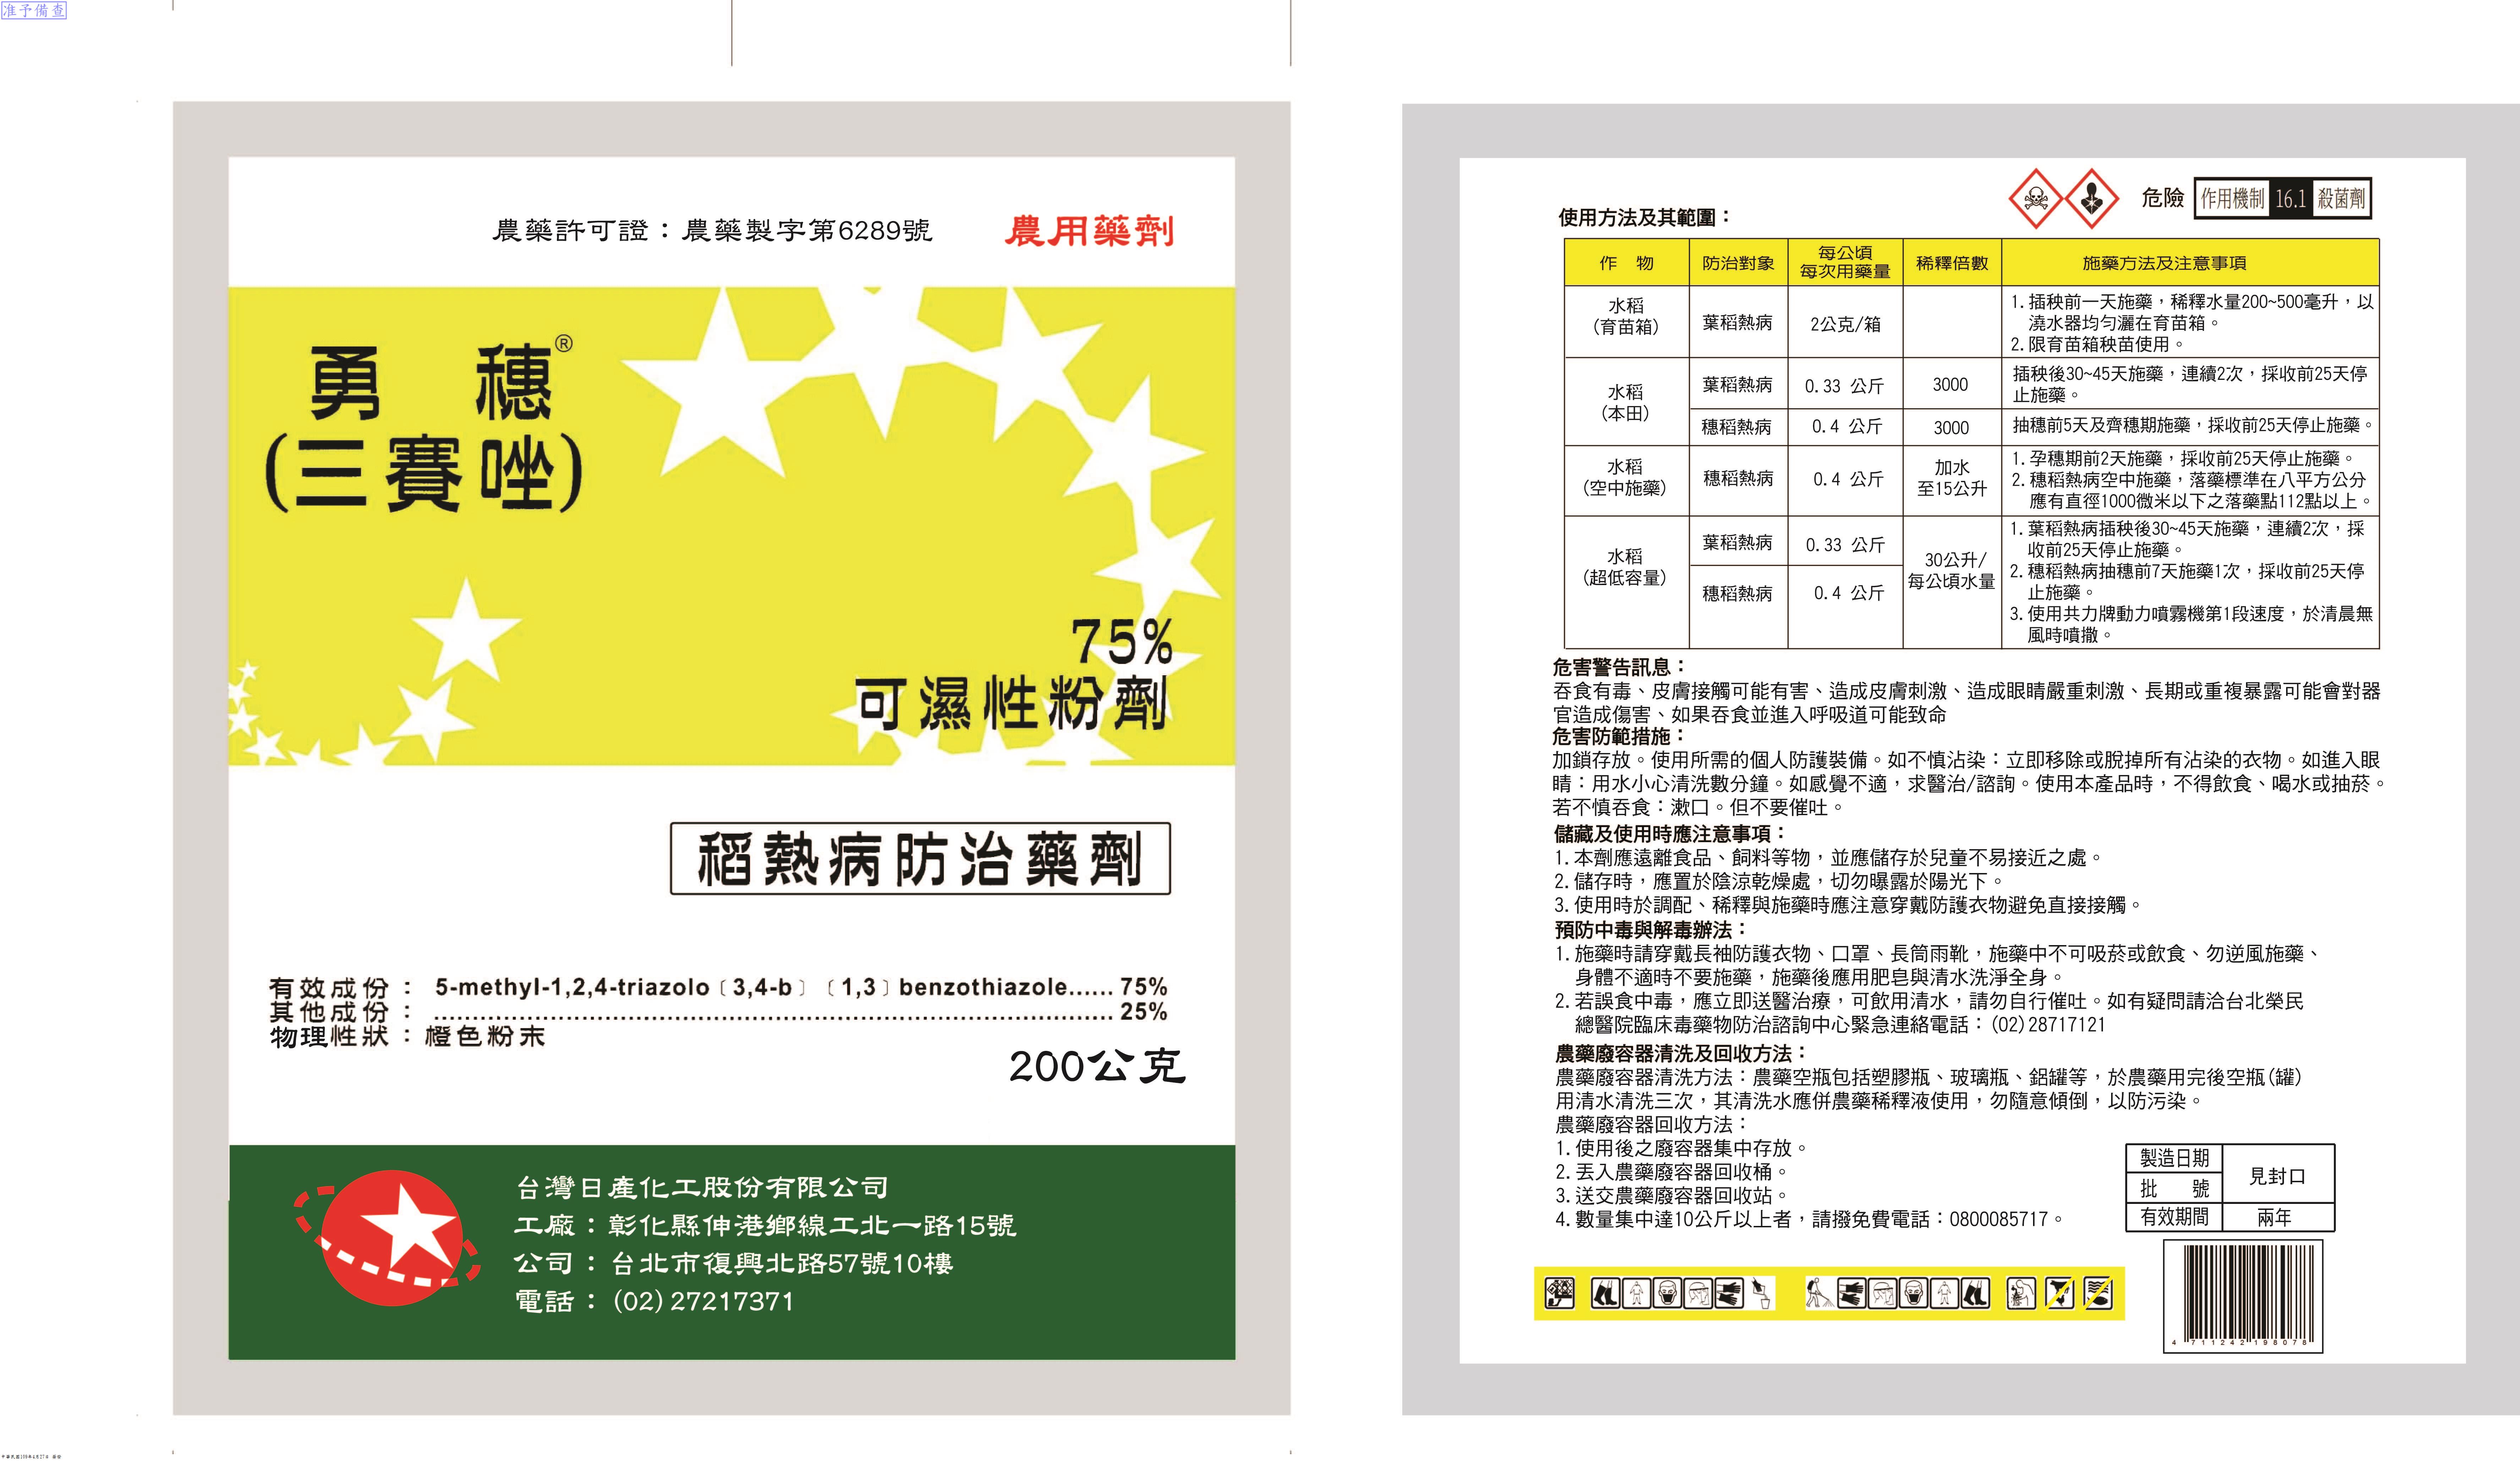 准予備查
農藥許可證：農藥製字第6289號
農用藥劑
勇穗®
(三賽唑)
75%
可濕性粉劑
稻熱病防治藥劑
有效成份： 5-methyl-1,2,4-triazolo〔3,4-b〕〔1,3〕benzothiazole...... 75%
其他成份：.......... 25%
物理性狀：橙色粉末
200公克
台灣日產化工股份有限公司
工廠：彰化縣伸港鄉線工北一路15號
公司：台北市復興北路57號10樓
電話：(02)27217371
危險
作用機制 16.1 殺菌劑
使用方法及其範圍：
作 物 防治對象 每公頃每次用藥量 稀釋倍數 施藥方法及注意事項
水稻
(育苗箱)
葉稻熱病
2公克/箱
1. 插秧前一天施藥，稀釋水量200~500毫升，以
澆水器均勻灑在育苗箱。
2. 限育苗箱秧苗使用。
水稻
(本田)
葉稻熱病 0.33 公斤 3000
插秧後30~45天施藥，連續2次，採收前25天停
止施藥。
穗稻熱病 0.4 公斤 3000 抽穗前5天及齊穗期施藥，採收前25天停止施藥。
水稻
(空中施藥)
穗稻熱病 0.4 公斤
加水
至15公升
1. 孕穗期前2天施藥，採收前25天停止施藥。
2. 穗稻熱病空中施藥，落藥標準在八平方公分
應有直徑1000微米以下之落藥點112點以上。
水稻
(超低容量)
葉稻熱病 0.33 公斤
穗稻熱病 0.4 公斤
30公升/
每公頃水量
1. 葉稻熱病插秧後30~45天施藥，連續2次，採
收前25天停止施藥。
2. 穗稻熱病抽穗前7天施藥1次，採收前25天停
止施藥。
3. 使用共力牌動力噴霧機第1段速度，於清晨無
風時噴撒。
危害警告訊息：
吞食有毒、皮膚接觸可能有害、造成皮膚刺激、造成眼睛嚴重刺激、長期或重複暴露可能會對器
官造成傷害、如果吞食並進入呼吸道可能致命
危害防範措施：
加鎖存放。使用所需的個人防護裝備。如不慎沾染：立即移除或脫掉所有沾染的衣物。如進入眼
睛：用水小心清洗數分鐘。如感覺不適，求醫治/諮詢。使用本產品時，不得飲食、喝水或抽菸。
若不慎吞食：漱口。但不要催吐。
儲藏及使用時應注意事項：
1. 本劑應遠離食品、飼料等物，並應儲存於兒童不易接近之處。
2. 儲存時，應置於陰涼乾燥處，切勿曝露於陽光下。
3. 使用時於調配、稀釋與施藥時應注意穿戴防護衣物避免直接接觸。
預防中毒與解毒辦法：
1. 施藥時請穿戴長袖防護衣物、口罩、長筒雨靴，施藥中不可吸菸或飲食、勿逆風施藥、
身體不適時不要施藥，施藥後應用肥皂與清水洗淨全身。
2. 若誤食中毒，應立即送醫治療，可飲用清水，請勿自行催吐。如有疑問請洽台北榮民
總醫院臨床毒藥物防治諮詢中心緊急連絡電話：(02)28717121
農藥廢容器清洗及回收方法：
農藥廢容器清洗方法：農藥空瓶包括塑膠瓶、玻璃瓶、鋁罐等，於農藥用完後空瓶(罐)
用清水清洗三次，其清洗水應併農藥稀釋液使用，勿隨意傾倒，以防污染。
農藥廢容器回收方法：
1. 使用後之廢容器集中存放。
2. 丟入農藥廢容器回收桶。
3. 送交農藥廢容器回收站。
4. 數量集中達10公斤以上者，請撥免費電話：0800085717。
製造日期
批 號
見封口
有效期間 兩年
4 711242 198078